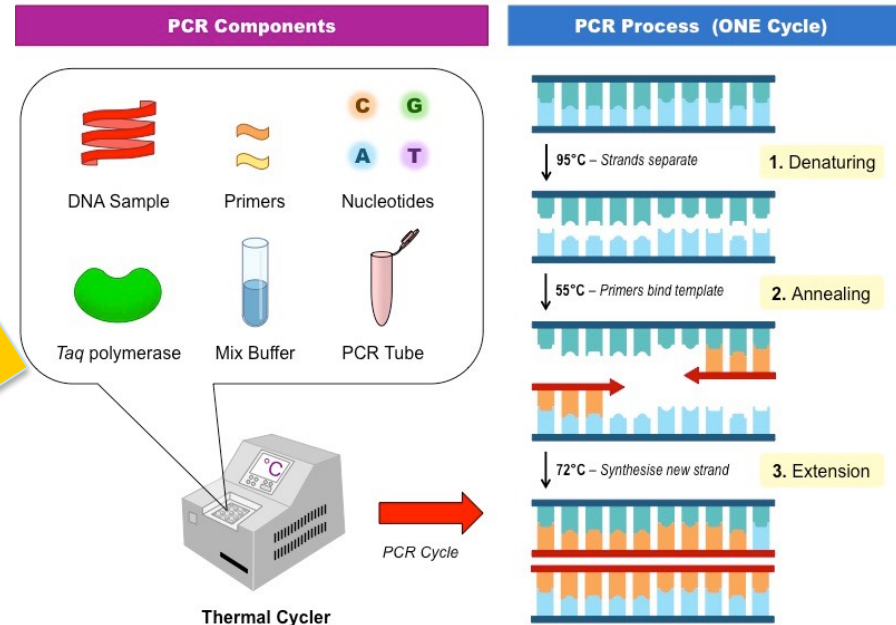 PCR Components
C G
A T
DNA Sample Primers Nucleotides
Taq polymerase Mix Buffer PCR Tube
°C
PCR Cycle
Thermal Cycler
PCR Process (ONE Cycle)
95°C – Strands separate 1. Denaturing
55°C – Primers bind template 2. Annealing
72°C – Synthesise new strand 3. Extension